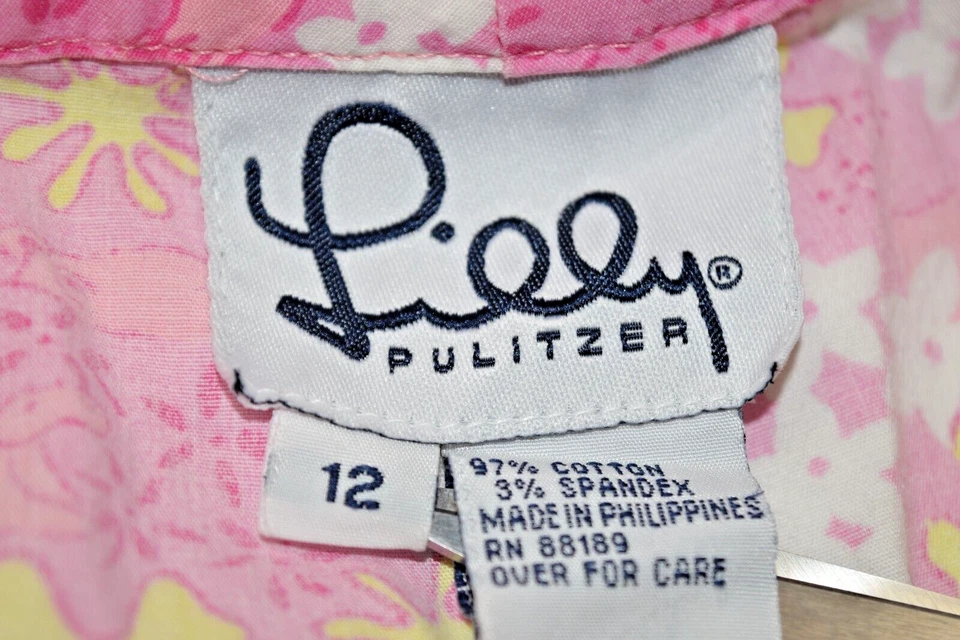 Lilly®
PULiTZER
12
97% COTTON
3% SPANDEX
MADE IN PHILIPPINES
RN 88189
OVER FOR CARE